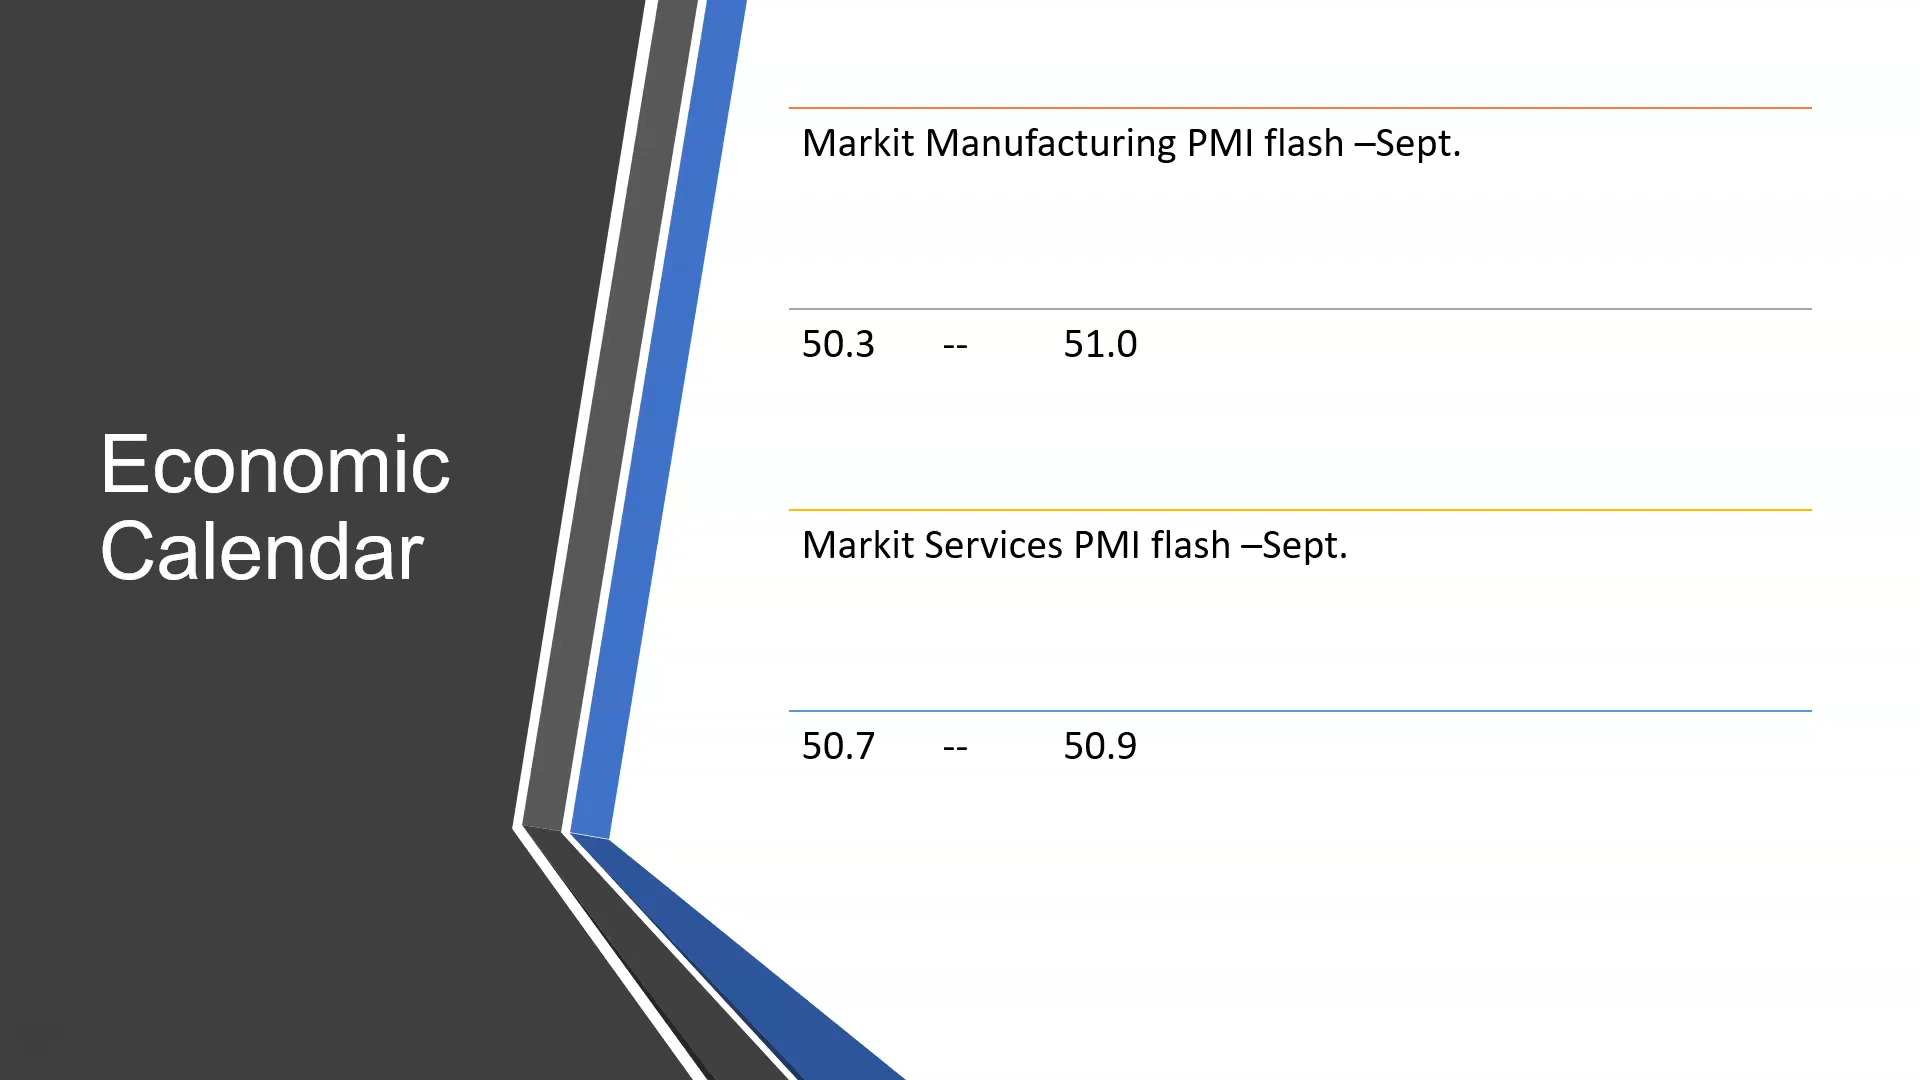 Economic
Calendar
Markit Manufacturing PMI flash –Sept.
50.3 -- 51.0
Markit Services PMI flash –Sept.
50.7 -- 50.9